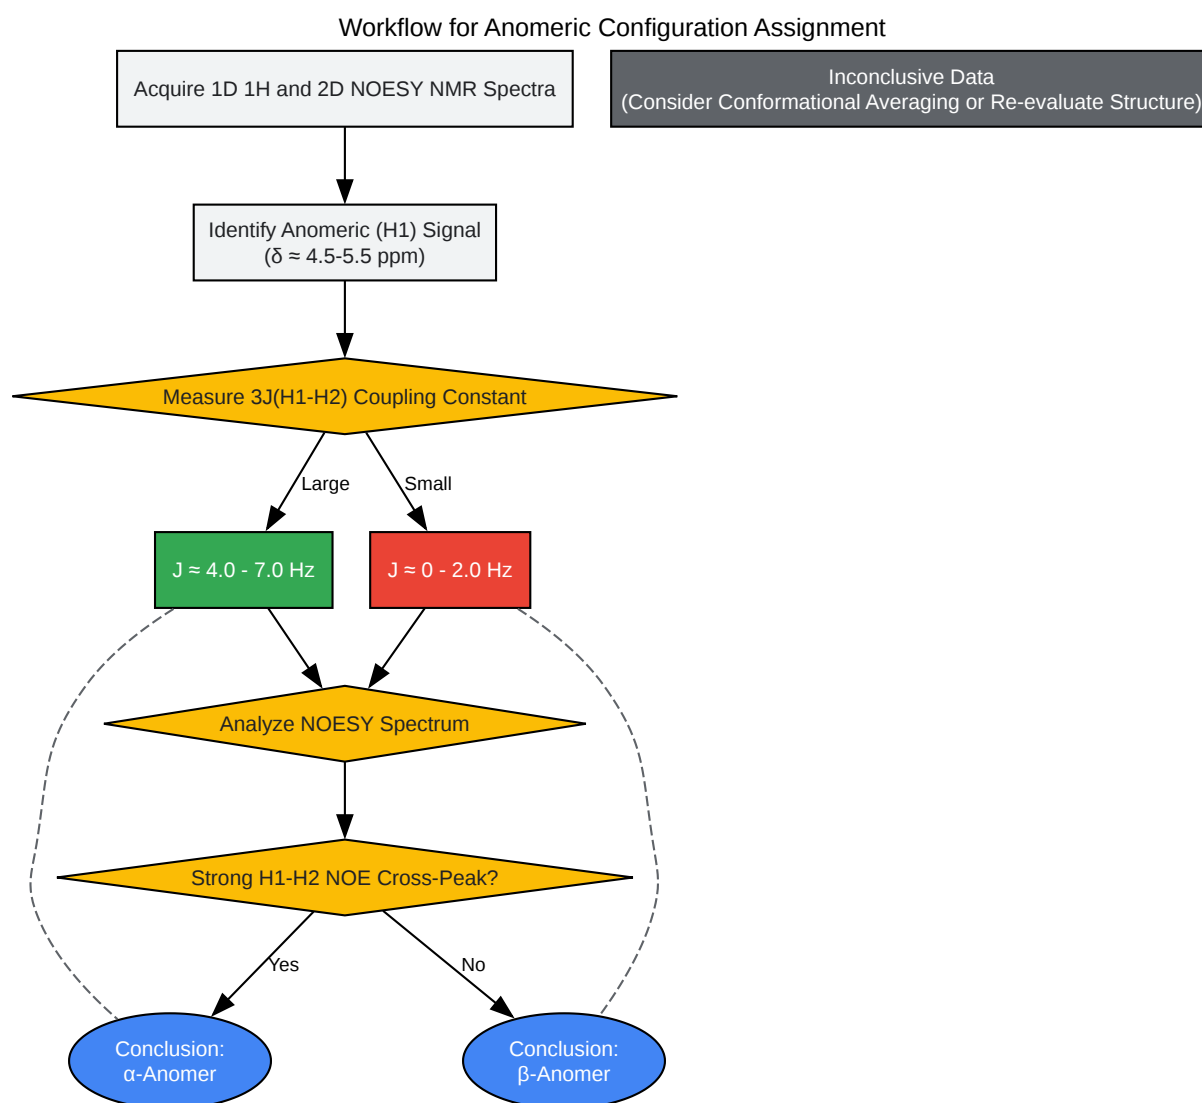 Workflow for Anomeric Configuration Assignment
Acquire 1D 1H and 2D NOESY NMR Spectra
Inconclusive Data
(Consider Conformational Averaging or Re-evaluate Structure)
Identify Anomeric (H1) Signal
(δ ≈ 4.5-5.5 ppm)
Measure 3J(H1-H2) Coupling Constant
Large
Small
J ≈ 4.0 - 7.0 Hz
J ≈ 0 - 2.0 Hz
Analyze NOESY Spectrum
Strong H1-H2 NOE Cross-Peak?
Yes
No
Conclusion:
α-Anomer
Conclusion:
β-Anomer